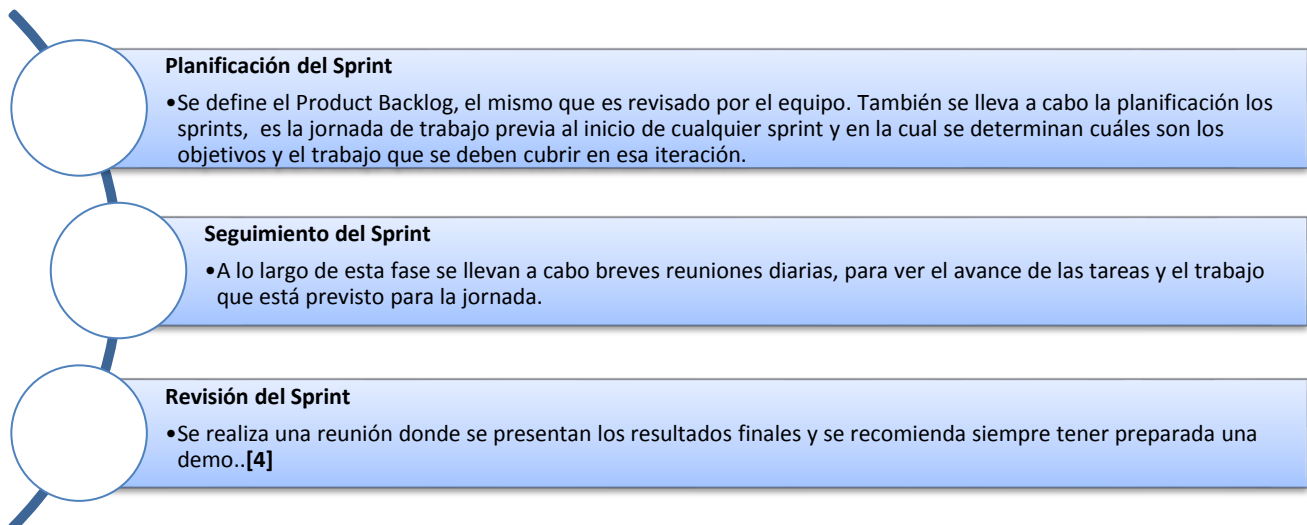 Planificación del Sprint
•Se define el Product Backlog, el mismo que es revisado por el equipo. También se lleva a cabo la planificación los
sprints, es la jornada de trabajo previa al inicio de cualquier sprint y en la cual se determinan cuáles son los
objetivos y el trabajo que se deben cubrir en esa iteración.
Seguimiento del Sprint
•A lo largo de esta fase se llevan a cabo breves reuniones diarias, para ver el avance de las tareas y el trabajo
que está previsto para la jornada.
Revisión del Sprint
•Se realiza una reunión donde se presentan los resultados finales y se recomienda siempre tener preparada una
demo..[4]